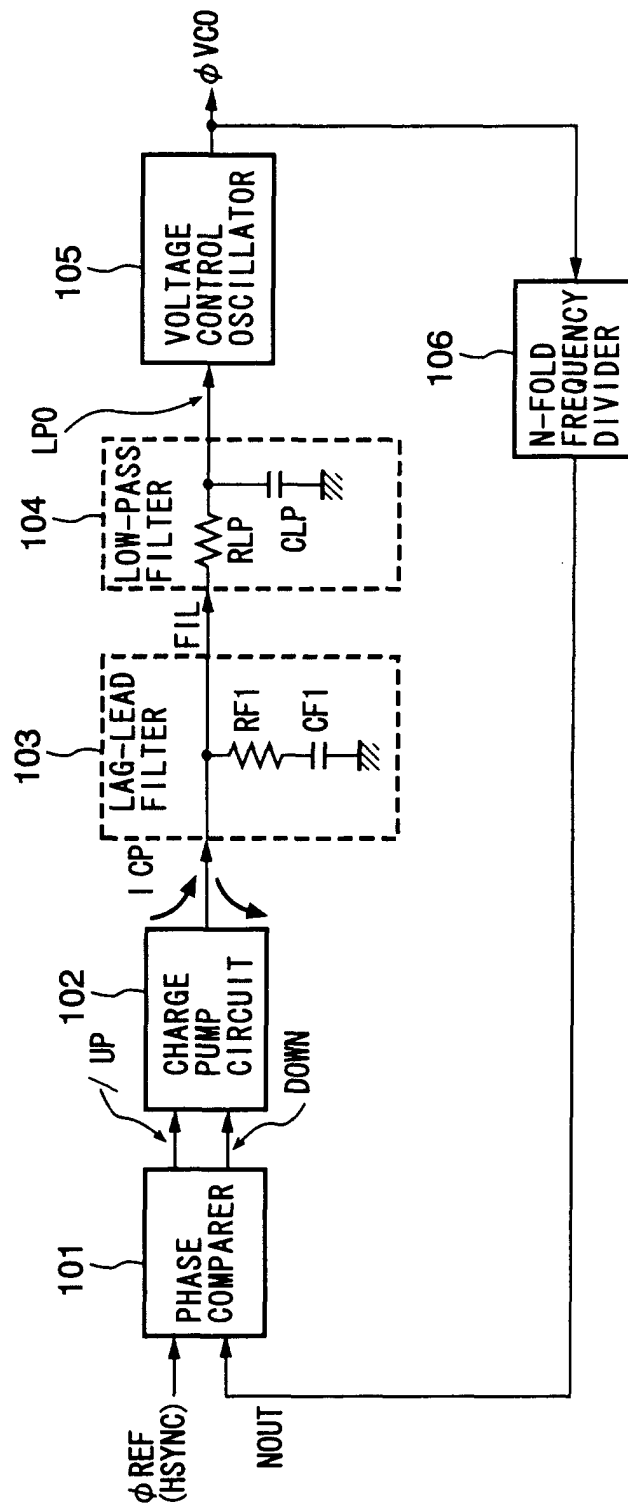 φREF
(HSYNC)
NOUT
101
PHASE
COMPARER
/UP
DOWN
102
CHARGE
PUMP
CIRCUIT
ICP
103
LAG-LEAD
FILTER
RF1
CF1
FIL
104
LOW-PASS
FILTER
RLP
CLP
LPO
105
VOLTAGE
CONTROL
OSCILLATOR
φVCO
106
N-FOLD
FREQUENCY
DIVIDER